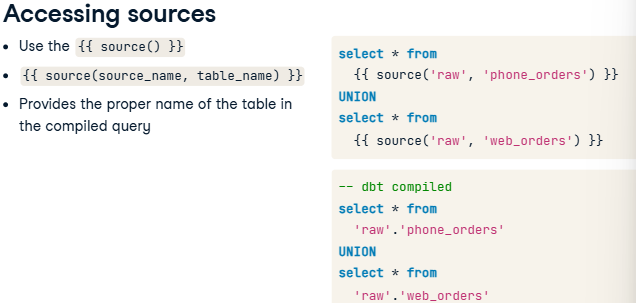 Accessing sources
• Use the {{ source() }}
• {{ source(source_name, table_name) }}
• Provides the proper name of the table in
the compiled query
select * from
{{ source('raw', 'phone_orders') }}
UNION
select * from
{{ source('raw', 'web_orders') }}
-- dbt compiled
select * from
'raw'.'phone_orders'
UNION
select * from
'raw'.'web_orders'